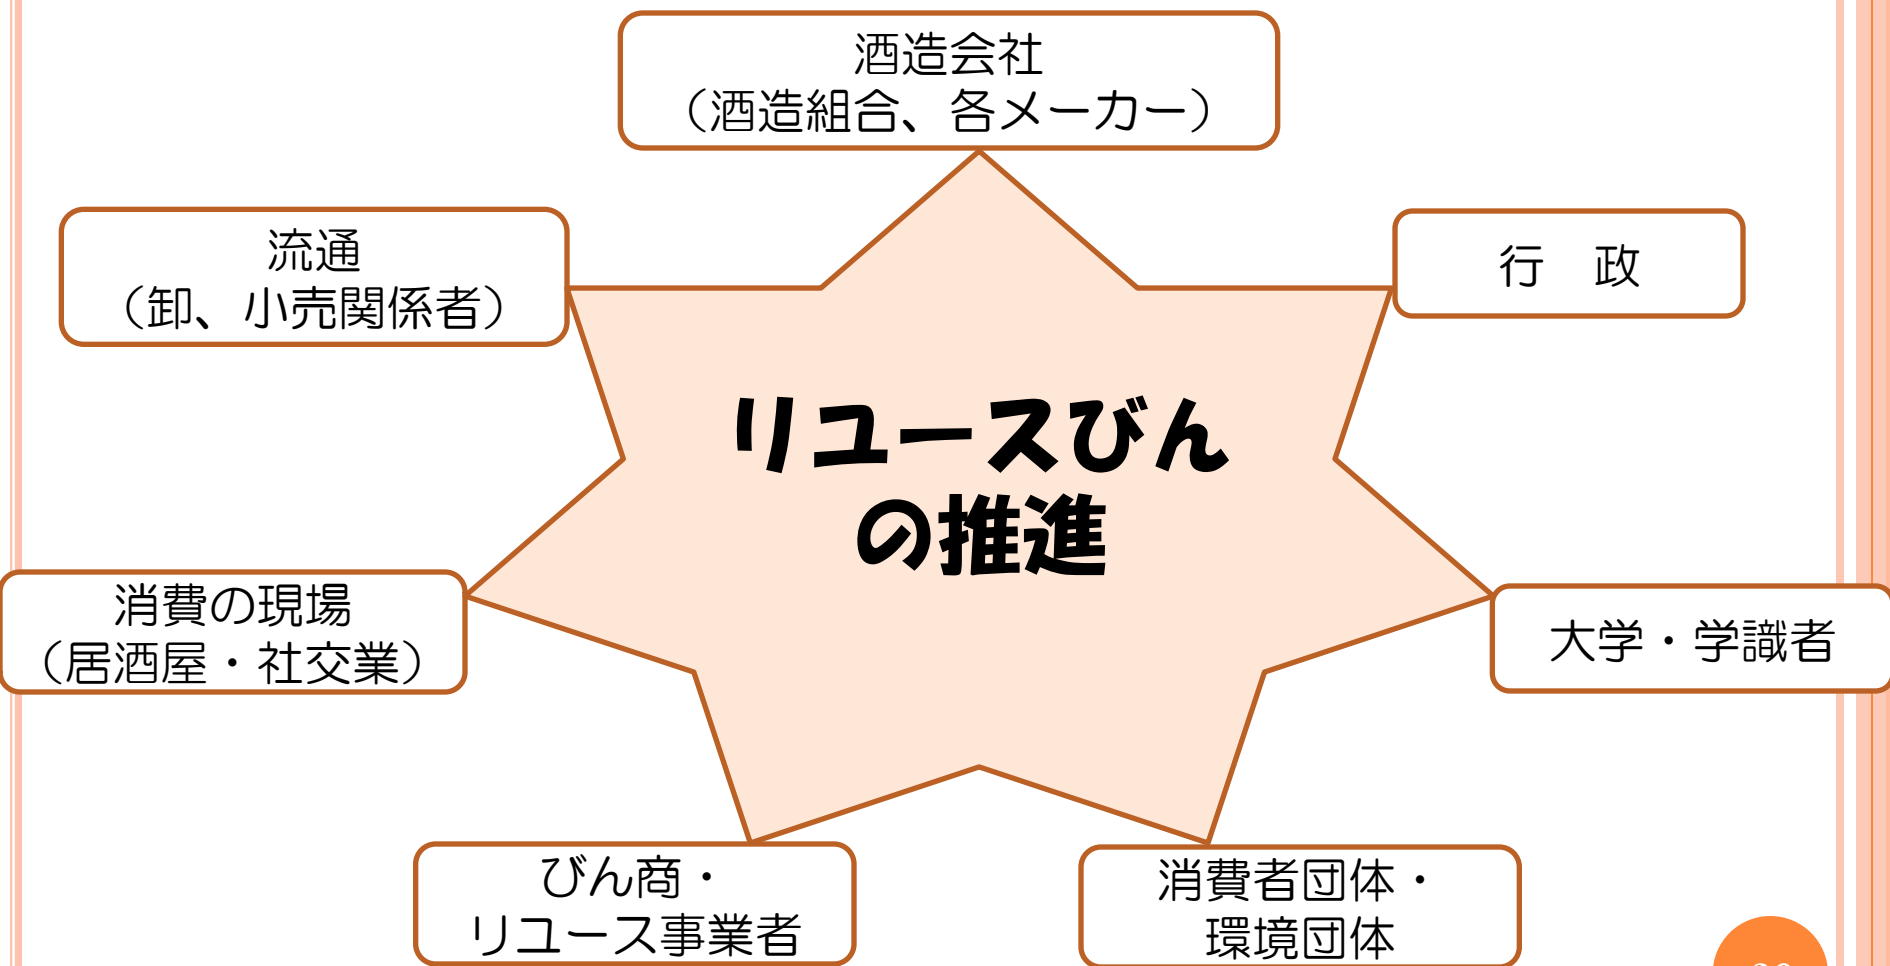 酒造会社
（酒造組合、各メーカー）
流通
（卸、小売関係者）
行　政
リユースびん
の推進
消費の現場
（居酒屋・社交業）
大学・学識者
びん商・
リユース事業者
消費者団体・
環境団体